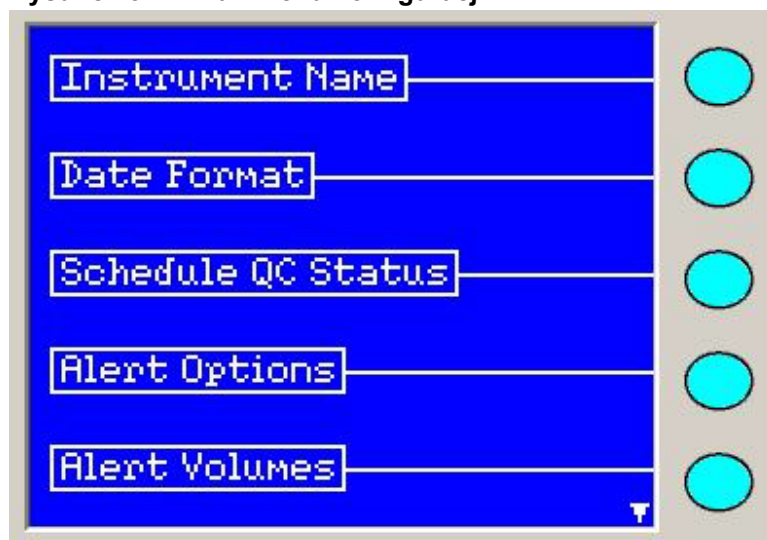 Instrument Name
Date Format
Schedule QC Status
Alert Options
Alert Volumes